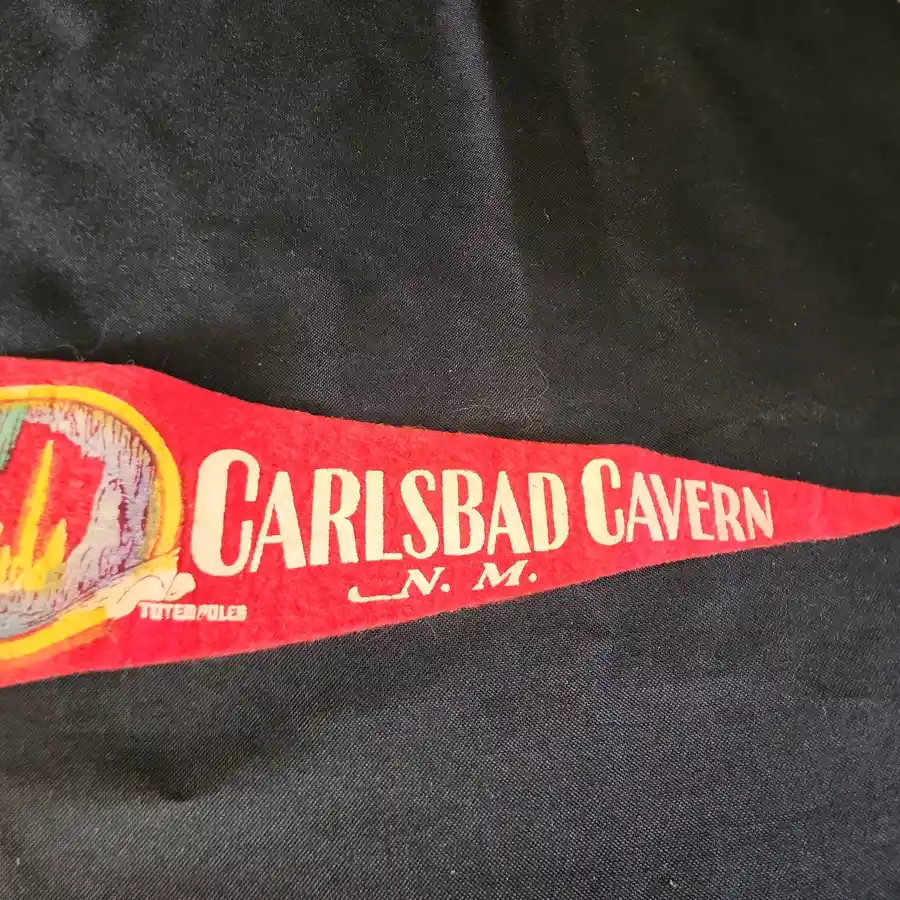 CARLSBAD CAVERN
N. M.
TOTEM POLES